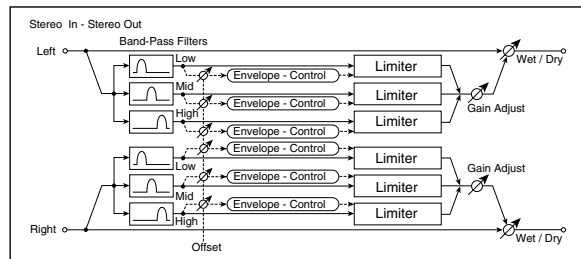 Stereo In - Stereo Out
Left
Band-Pass Filters
Wet / Dry
Low
Envelope - Control
Limiter
Mid
Envelope - Control
Limiter
Gain Adjust
High
Envelope - Control
Limiter
Envelope - Control
Limiter
Low
Gain Adjust
Envelope - Control
Limiter
Mid
Envelope - Control
Limiter
High
Right
Offset
Wet / Dry